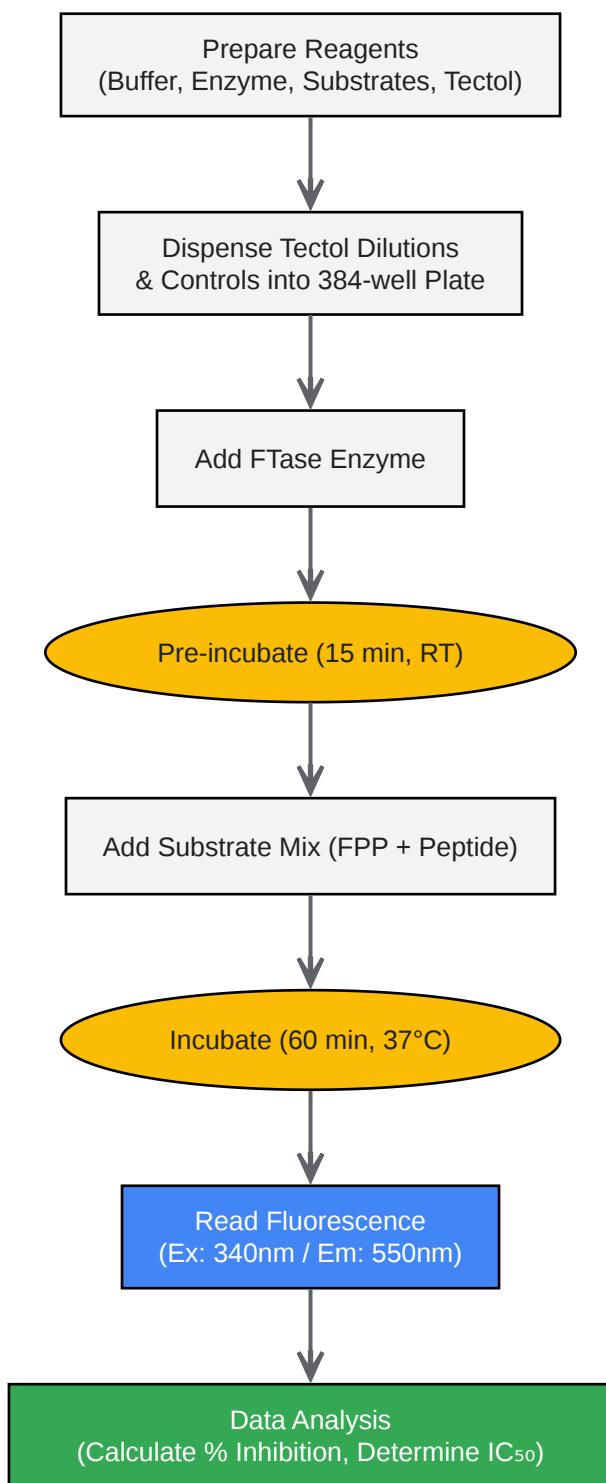 Prepare Reagents
(Buffer, Enzyme, Substrates, Tectol)
Dispense Tectol Dilutions
& Controls into 384-well Plate
Add FTase Enzyme
Pre-incubate (15 min, RT)
Add Substrate Mix (FPP + Peptide)
Incubate (60 min, 37°C)
Read Fluorescence
(Ex: 340nm / Em: 550nm)
Data Analysis
(Calculate % Inhibition, Determine IC₅₀)